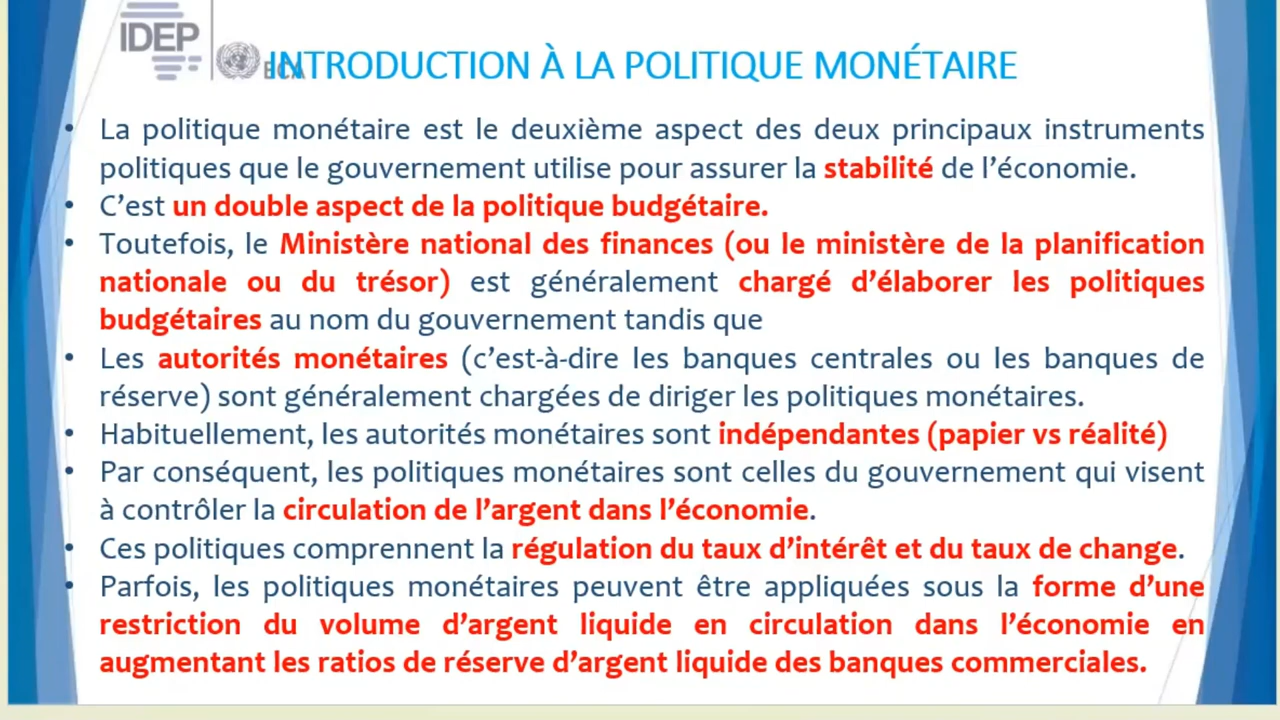 IDEP
ECA
INTRODUCTION À LA POLITIQUE MONÉTAIRE
• La politique monétaire est le deuxième aspect des deux principaux instruments
politiques que le gouvernement utilise pour assurer la stabilité de l’économie.
• C’est un double aspect de la politique budgétaire.
• Toutefois, le Ministère national des finances (ou le ministère de la planification
nationale ou du trésor) est généralement chargé d’élaborer les politiques
budgétaires au nom du gouvernement tandis que
• Les autorités monétaires (c’est-à-dire les banques centrales ou les banques de
réserve) sont généralement chargées de diriger les politiques monétaires.
• Habituellement, les autorités monétaires sont indépendantes (papier vs réalité)
• Par conséquent, les politiques monétaires sont celles du gouvernement qui visent
à contrôler la circulation de l’argent dans l’économie.
• Ces politiques comprennent la régulation du taux d’intérêt et du taux de change.
• Parfois, les politiques monétaires peuvent être appliquées sous la forme d’une
restriction du volume d’argent liquide en circulation dans l’économie en
augmentant les ratios de réserve d’argent liquide des banques commerciales.